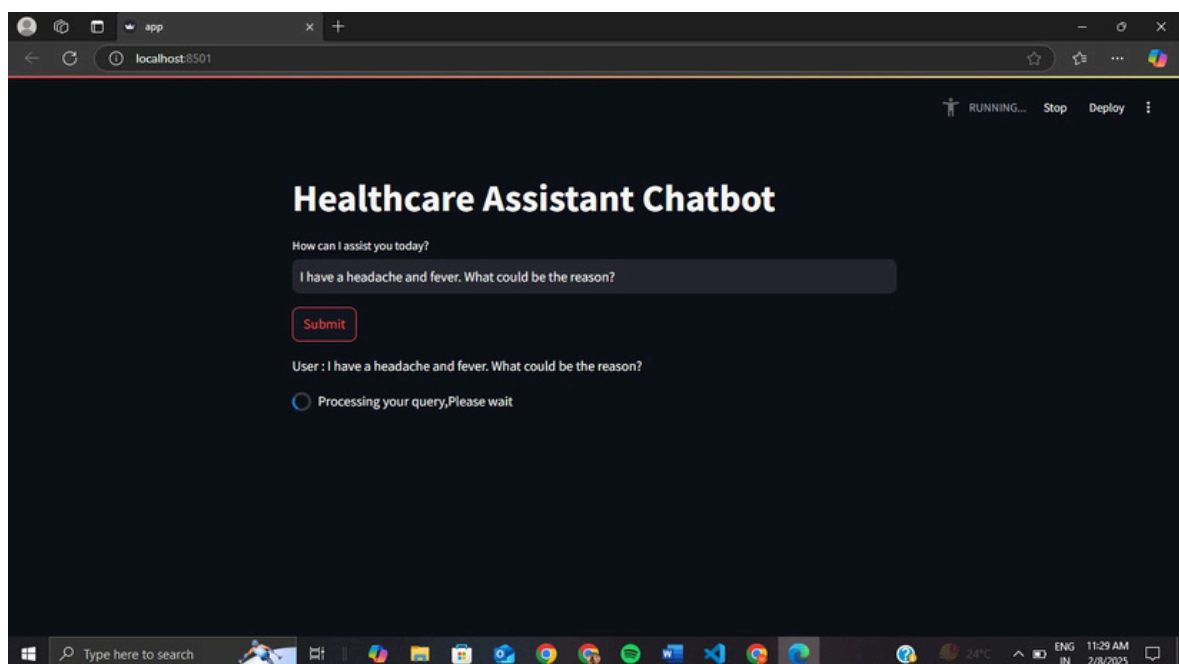 app
localhost:8501
RUNNING... Stop Deploy
Healthcare Assistant Chatbot
How can I assist you today?
I have a headache and fever. What could be the reason?
Submit
User : I have a headache and fever. What could be the reason?
Processing your query,Please wait
Type here to search
24°C
ENG
IN
11:29 AM
2/8/2025